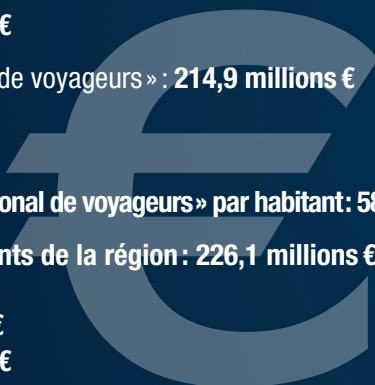 €
de voyageurs » : 214,9 millions €
onal de voyageurs » par habitant : 58
nts de la région : 226,1 millions €
€
€